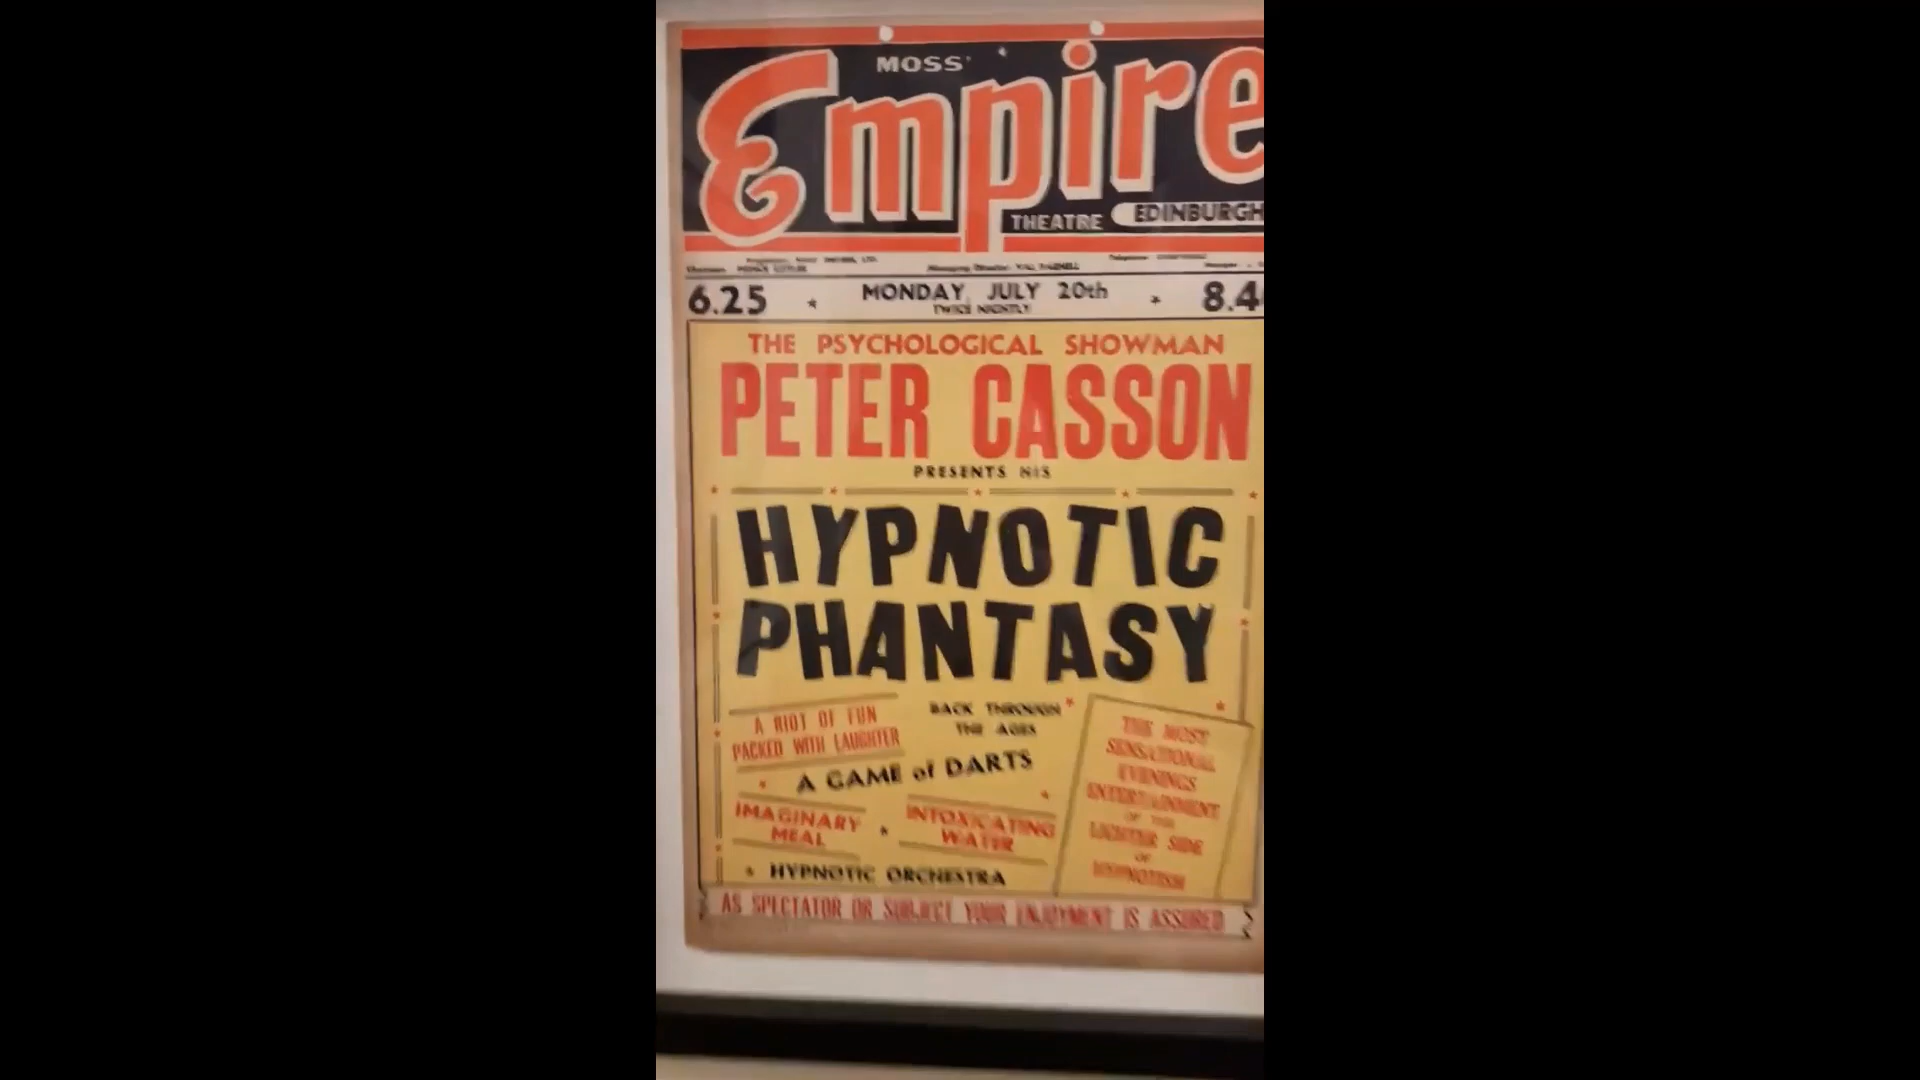 MOSS'
Empire
THEATRE EDINBURGH
6.25 MONDAY, JULY 20th 8.4
TWICE NIGHTLY
THE PSYCHOLOGICAL SHOWMAN
PETER CASSON
PRESENTS HIS
HYPNOTIC
PHANTASY
A RIOT OF FUN
PACKED WITH LAUGHTER
BACK THROUGH
THE AGES
A GAME of DARTS
IMAGINARY
MEAL
INTOXICATING
WATER
HYPNOTIC ORCHESTRA
THE MOST
SENSATIONAL
EVENINGS
ENTERTAINMENT
OF THE
LIGHTER SIDE
OF
HYPNOTISM
AS SPECTATOR OR SUBJECT YOUR ENJOYMENT IS ASSURED